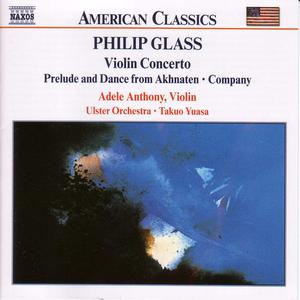 NAXOS
AMERICAN CLASSICS
PHILIP GLASS
Violin Concerto
Prelude and Dance from Akhnaten • Company
Adele Anthony, Violin
Ulster Orchestra • Takuo Yuasa